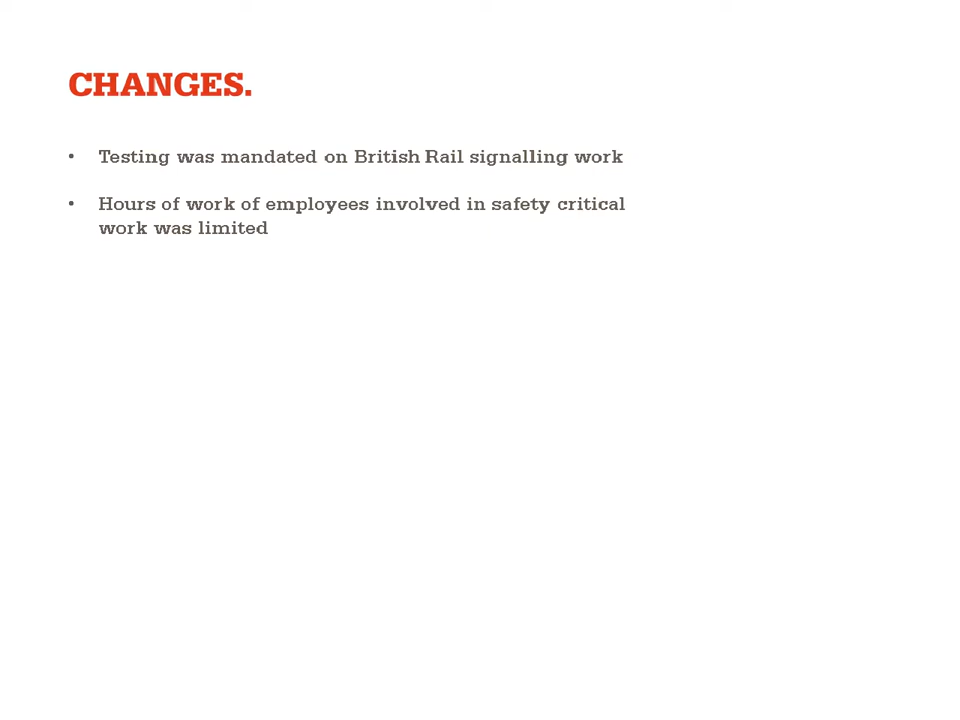 CHANGES.
• Testing was mandated on British Rail signalling work
• Hours of work of employees involved in safety critical
work was limited